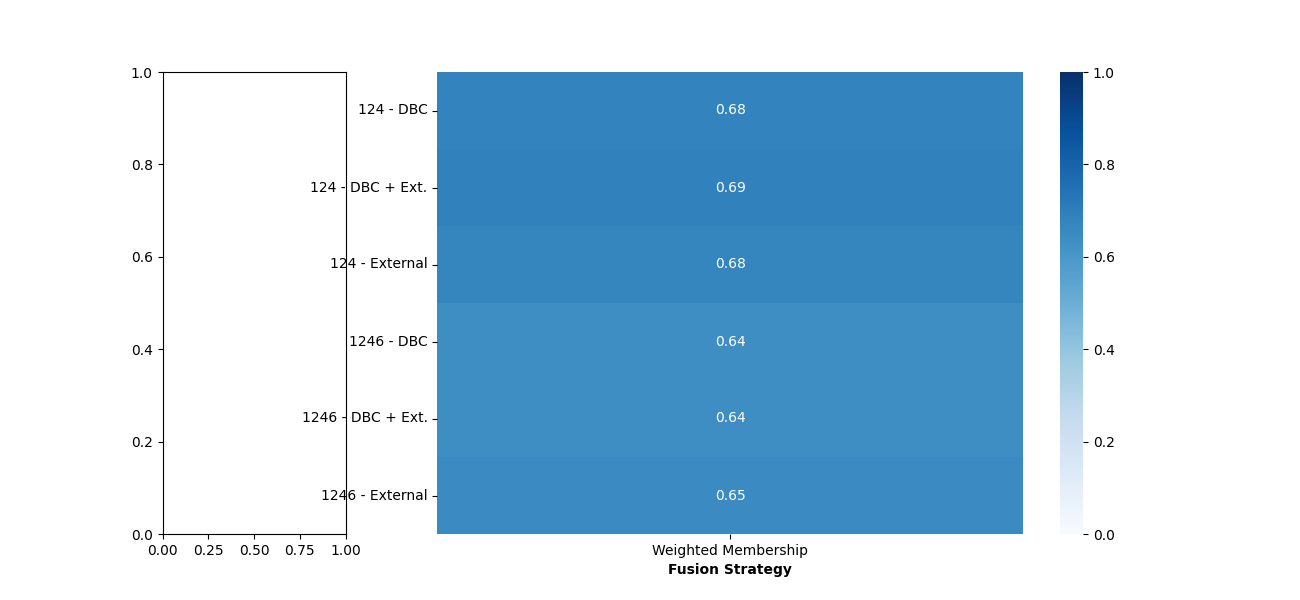 1.0
0.8
0.6
0.4
0.2
0.0
0.00 0.25 0.50 0.75 1.00
124 - DBC
124 - DBC + Ext.
124 - External
1246 - DBC
1246 - DBC + Ext.
1246 - External
0.68
0.69
0.68
0.64
0.64
0.65
Weighted Membership
Fusion Strategy
1.0
0.8
0.6
0.4
0.2
0.0